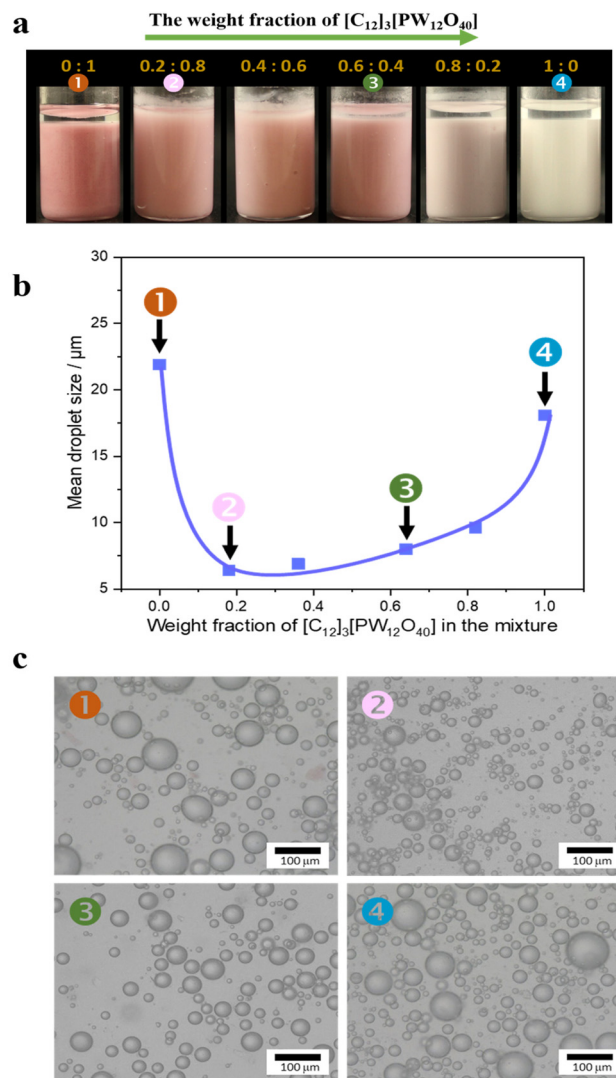 a
The weight fraction of [C₁₂]₃[PW₁₂O₄₀]
0 : 1 0.2 : 0.8 0.4 : 0.6 0.6 : 0.4 0.8 : 0.2 1 : 0
1 2 3 4
b
30
25
20
15
10
5
Mean droplet size / µm
1
4
2
3
0.0 0.2 0.4 0.6 0.8 1.0
Weight fraction of [C₁₂]₃[PW₁₂O₄₀] in the mixture
c
1
100 µm
2
100 µm
3
100 µm
4
100 µm